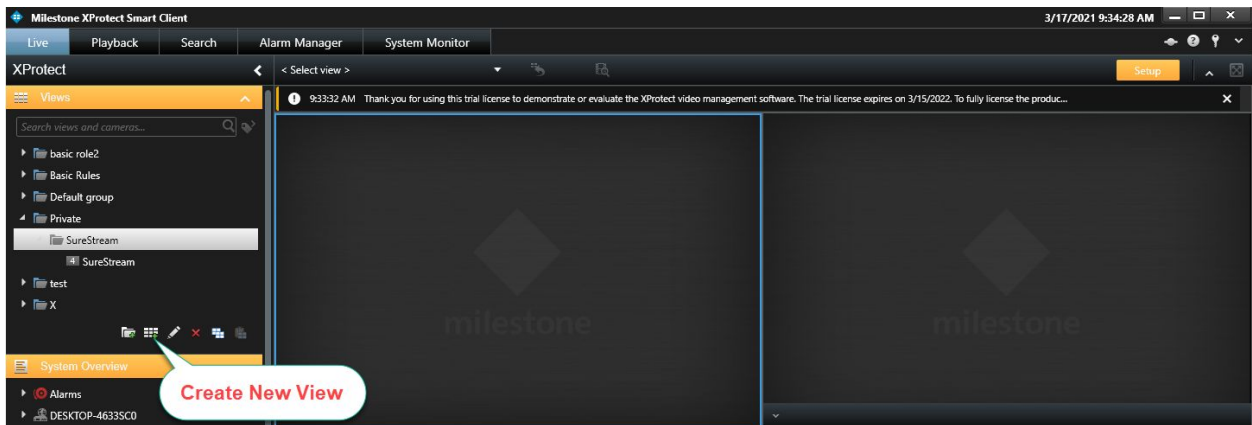 Milestone XProtect Smart Client
3/17/2021 9:34:28 AM
Live Playback Search Alarm Manager System Monitor
XProtect
< Select view >
Setup
Views
9:33:32 AM Thank you for using this trial license to demonstrate or evaluate the XProtect video management software. The trial license expires on 3/15/2022. To fully license the produc...
Search views and cameras...
basic role2
Basic Rules
Default group
Private
SureStream
4 SureStream
test
X
milestone
milestone
System Overview
Create New View
Alarms
DESKTOP-4633SC0